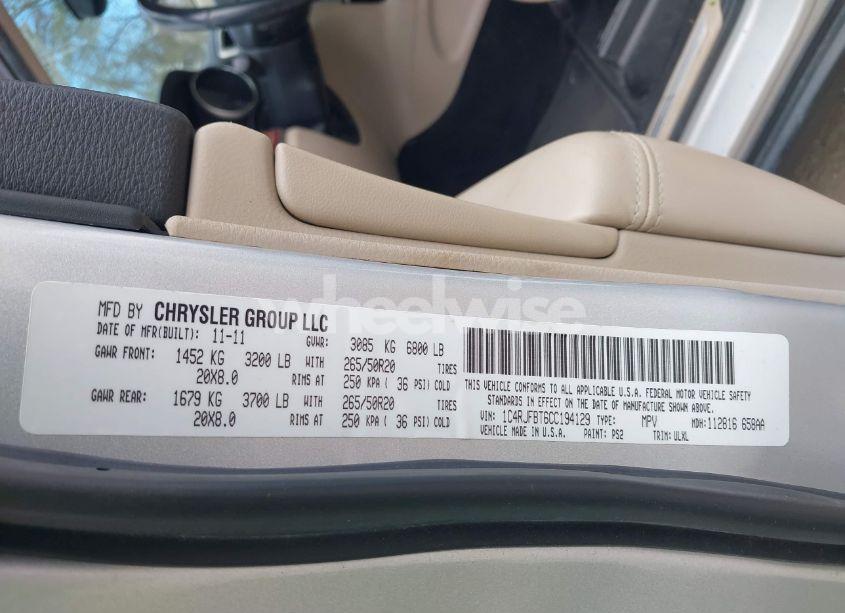 MFD BY CHRYSLER GROUP LLC
DATE OF MFR(BUILT): 11-11 GVWR: 3085 KG 6800 LB
GAWR FRONT: 1452 KG 3200 LB WITH 265/50R20 TIRES
20X8.0 RIMS AT 250 KPA ( 36 PSI) COLD
GAWR REAR: 1679 KG 3700 LB WITH 265/50R20 TIRES
20X8.0 RIMS AT 250 KPA ( 36 PSI) COLD
THIS VEHICLE CONFORMS TO ALL APPLICABLE U.S.A. FEDERAL MOTOR VEHICLE SAFETY
STANDARDS IN EFFECT ON THE DATE OF MANUFACTURE SHOWN ABOVE.
VIN: 1C4RJFBT6CC194129 TYPE: MPV MDH:112816 658AA
VEHICLE MADE IN U.S.A. PAINT: PS2 TRIM: ULXL
wheelwise